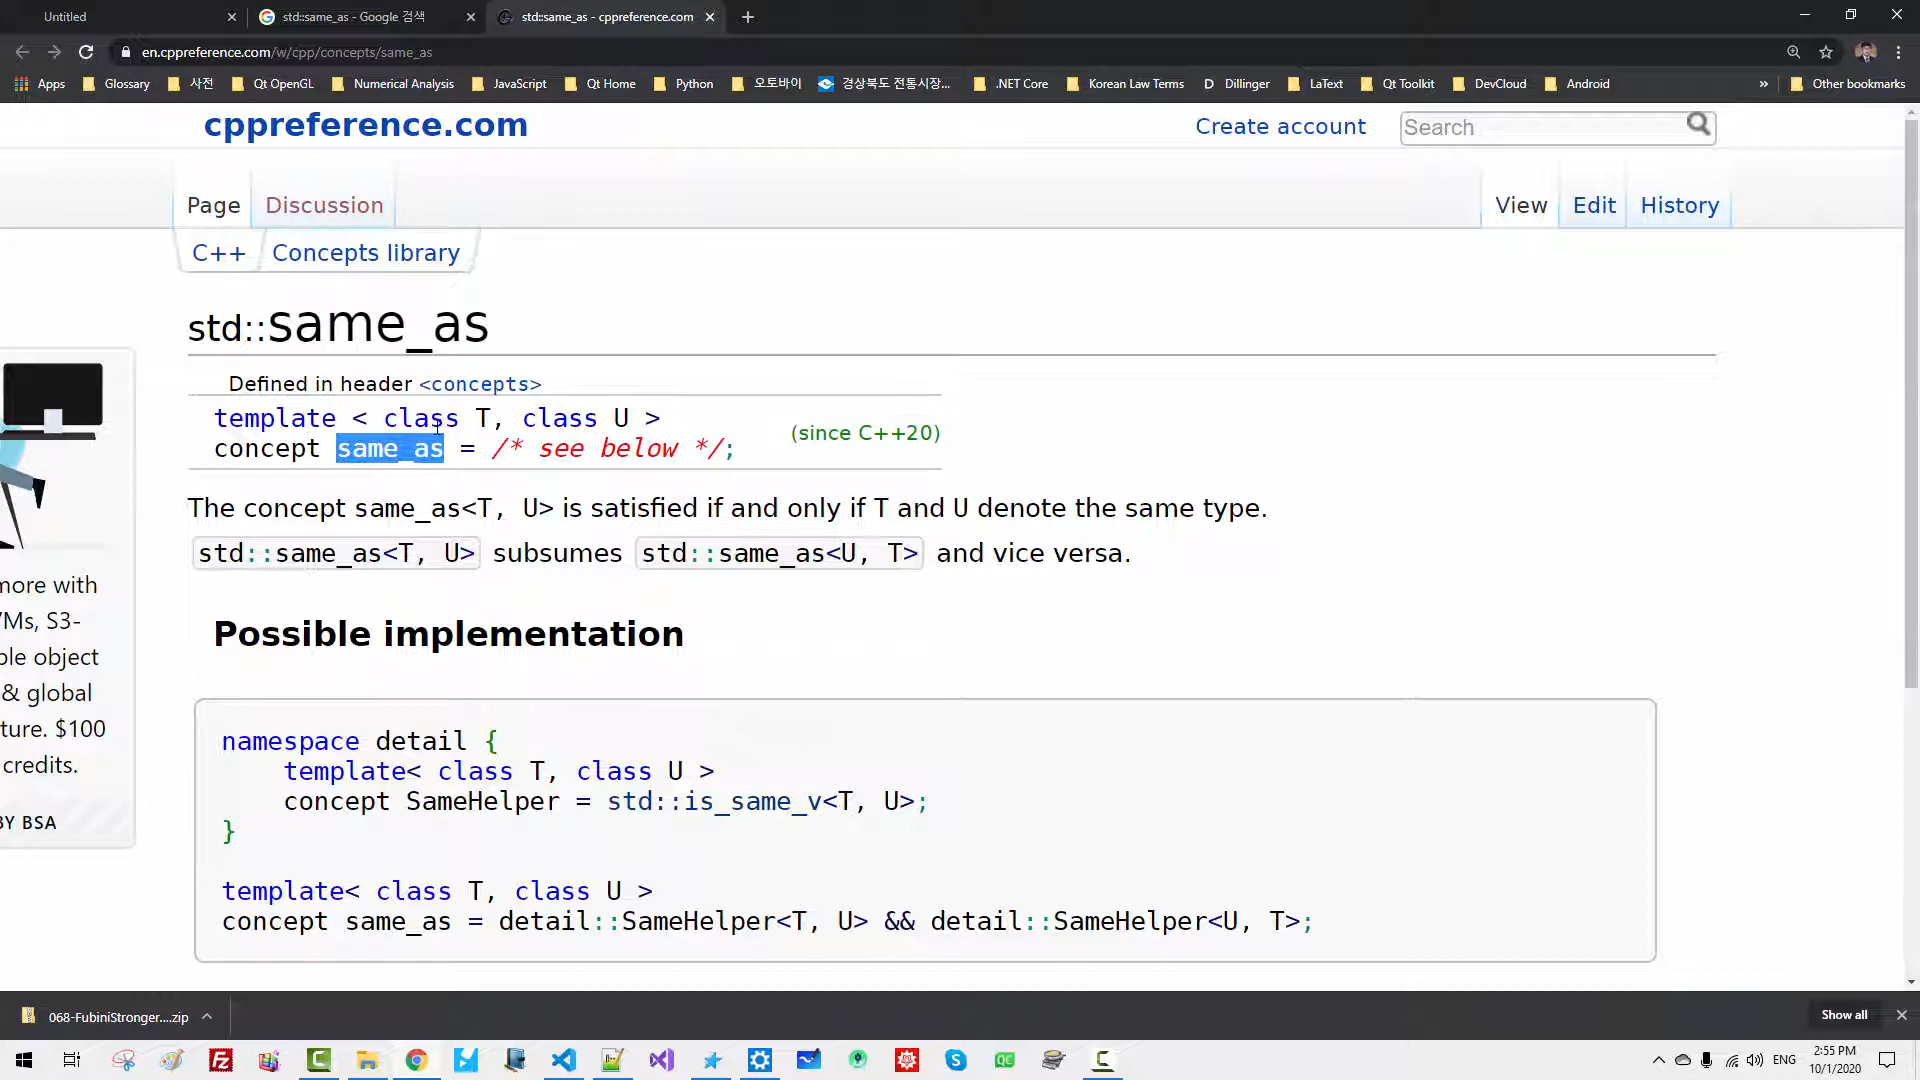 Untitled
std::same_as - Google 검색
std::same_as - cppreference.com
en.cppreference.com/w/cpp/concepts/same_as
Apps
Glossary
사전
Qt OpenGL
Numerical Analysis
JavaScript
Qt Home
Python
오토바이
경상북도 전통시장...
.NET Core
Korean Law Terms
D Dillinger
LaText
Qt Toolkit
DevCloud
Android
»
Other bookmarks
cppreference.com
Create account
Search
Page
Discussion
View
Edit
History
C++
Concepts library
std::same_as
Defined in header <concepts>
template < class T, class U >
concept same_as = /* see below */;
(since C++20)
The concept same_as<T, U> is satisfied if and only if T and U denote the same type.
std::same_as<T, U> subsumes std::same_as<U, T> and vice versa.
more with
VMs, S3-
ble object
& global
ture. $100
credits.
BY BSA
Possible implementation
namespace detail {
template< class T, class U >
concept SameHelper = std::is_same_v<T, U>;
}
template< class T, class U >
concept same_as = detail::SameHelper<T, U> && detail::SameHelper<U, T>;
068-FubiniStronger....zip
Show all
ENG
2:55 PM
10/1/2020